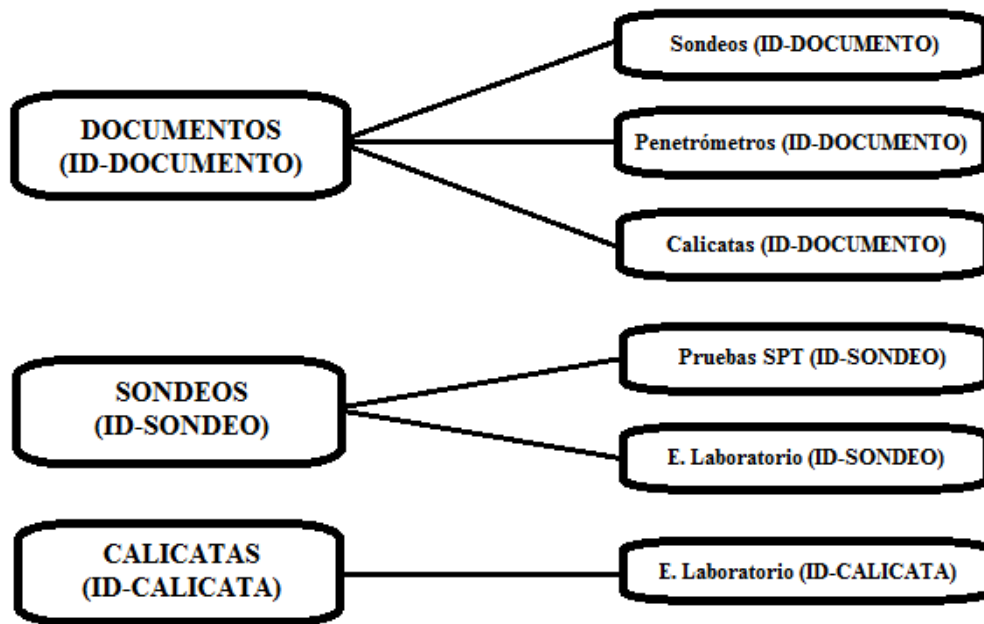 DOCUMENTOS
(ID-DOCUMENTO)
Sondeos (ID-DOCUMENTO)
Penetrómetros (ID-DOCUMENTO)
Calicatas (ID-DOCUMENTO)
SONDEOS
(ID-SONDEO)
Pruebas SPT (ID-SONDEO)
E. Laboratorio (ID-SONDEO)
CALICATAS
(ID-CALICATA)
E. Laboratorio (ID-CALICATA)